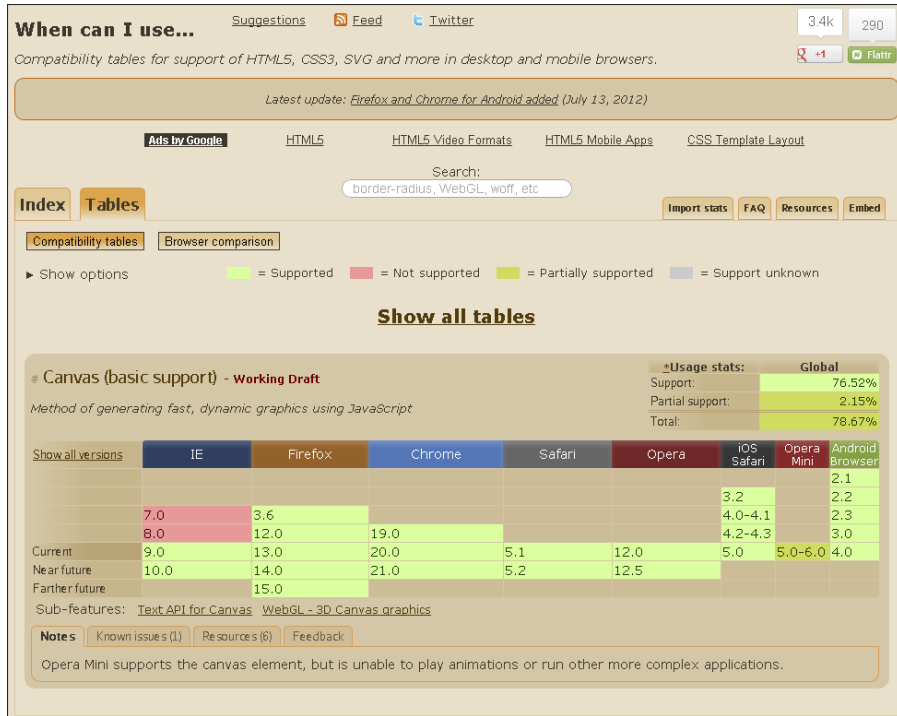 When can I use...
Suggestions Feed Twitter
3.4k 290
+1 Flattr
Compatibility tables for support of HTML5, CSS3, SVG and more in desktop and mobile browsers.
Latest update: Firefox and Chrome for Android added (July 13, 2012)
Ads by Google HTML5 HTML5 Video Formats HTML5 Mobile Apps CSS Template Layout
Search:
border-radius, WebGL, woff, etc
Index Tables
Import stats FAQ Resources Embed
Compatibility tables Browser comparison
► Show options = Supported = Not supported = Partially supported = Support unknown
Show all tables
# Canvas (basic support) - Working Draft
Method of generating fast, dynamic graphics using JavaScript
*Usage stats: Global
Support: 76.52%
Partial support: 2.15%
Total: 78.67%
Show all versions IE Firefox Chrome Safari Opera iOS Safari Opera Mini Android Browser
2.1
3.2 2.2
7.0 3.6 4.0-4.1 2.3
8.0 12.0 19.0 4.2-4.3 3.0
Current 9.0 13.0 20.0 5.1 12.0 5.0 5.0-6.0 4.0
Near future 10.0 14.0 21.0 5.2 12.5
Farther future 15.0
Sub-features: Text API for Canvas WebGL - 3D Canvas graphics
Notes Known issues (1) Resources (6) Feedback
Opera Mini supports the canvas element, but is unable to play animations or run other more complex applications.